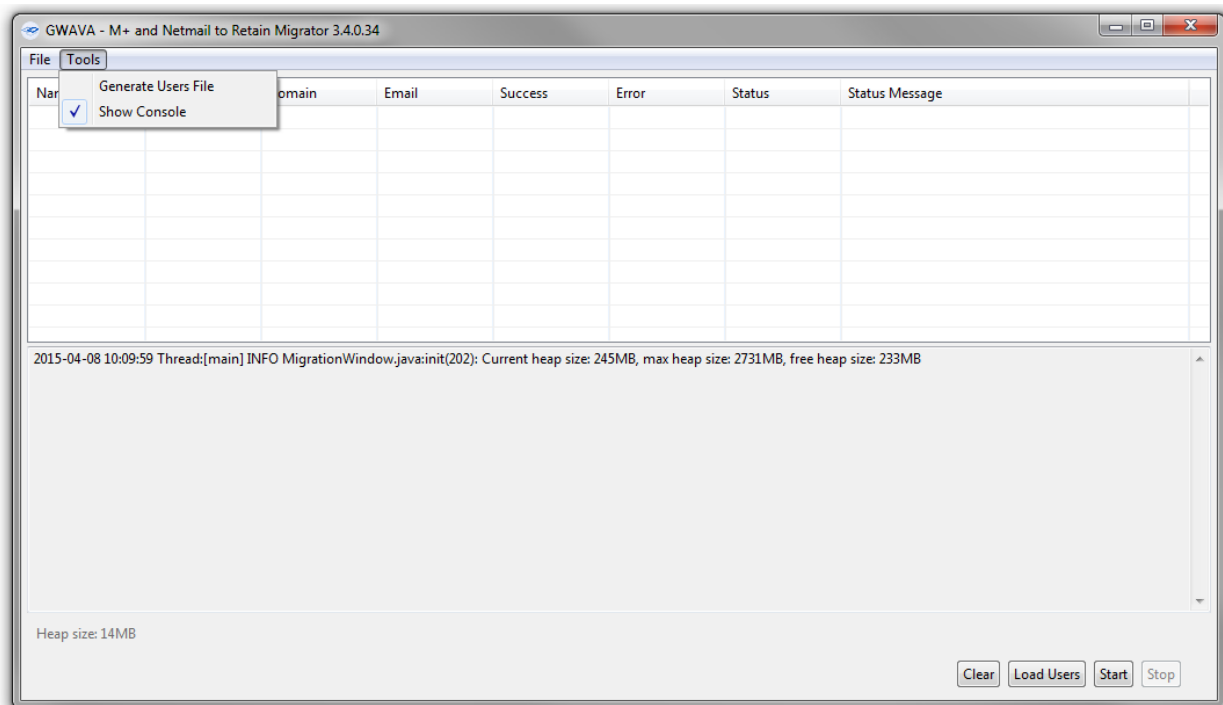 GWAVA - M+ and Netmail to Retain Migrator 3.4.0.34
File Tools
Generate Users File
Show Console
Nar omain Email Success Error Status Status Message
2015-04-08 10:09:59 Thread:[main] INFO MigrationWindow.java:init(202): Current heap size: 245MB, max heap size: 2731MB, free heap size: 233MB
Heap size: 14MB
Clear Load Users Start Stop